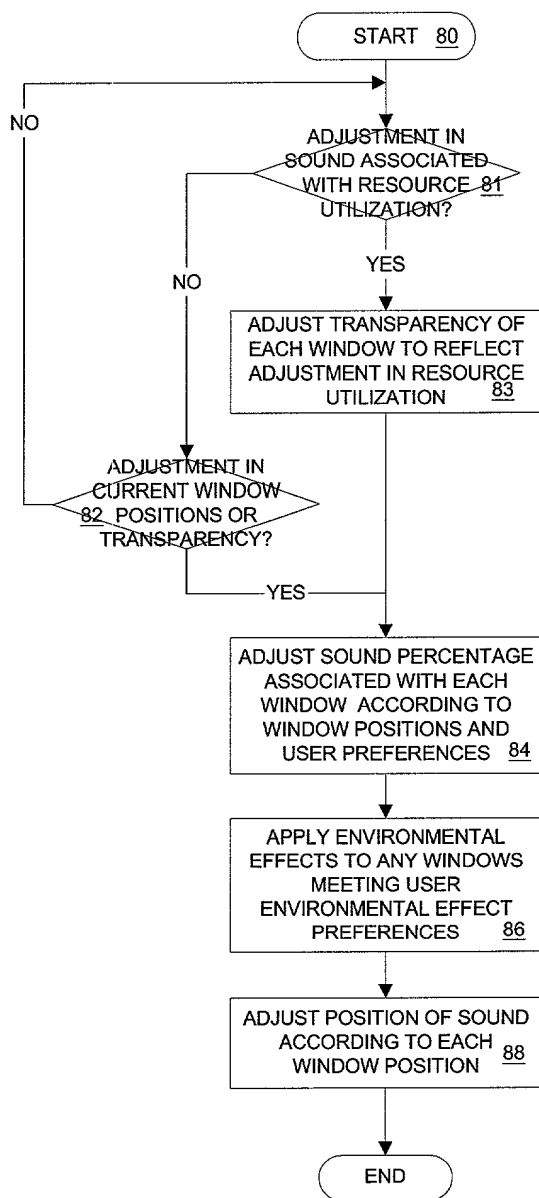 START 80
NO
ADJUSTMENT IN
SOUND ASSOCIATED
WITH RESOURCE 81
UTILIZATION?
NO
YES
ADJUST TRANSPARENCY OF
EACH WINDOW TO REFLECT
ADJUSTMENT IN RESOURCE
UTILIZATION 83
ADJUSTMENT IN
CURRENT WINDOW
82 POSITIONS OR
TRANSPARENCY?
YES
ADJUST SOUND PERCENTAGE
ASSOCIATED WITH EACH
WINDOW ACCORDING TO
WINDOW POSITIONS AND
USER PREFERENCES 84
APPLY ENVIRONMENTAL
EFFECTS TO ANY WINDOWS
MEETING USER
ENVIRONMENTAL EFFECT
PREFERENCES 86
ADJUST POSITION OF SOUND
ACCORDING TO EACH
WINDOW POSITION 88
END